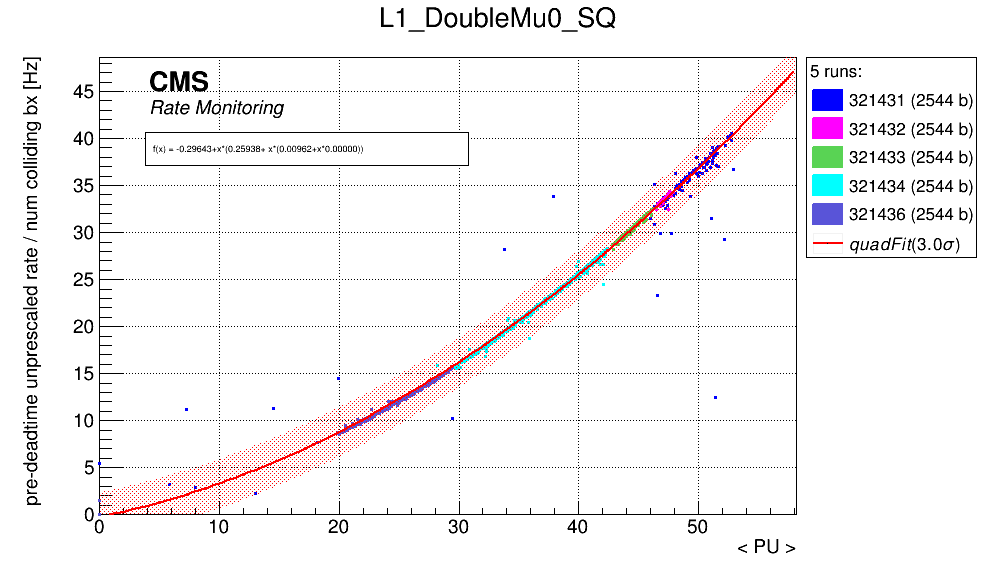 L1_DoubleMu0_SQ
pre-deadtime unprescaled rate / num colliding bx [Hz]
CMS
Rate Monitoring
f(x) = -0.29643+x*(0.25938+ x*(0.00962+x*0.00000))
45
40
35
30
25
20
15
10
5
0
0 10 20 30 40 50
< PU >
5 runs:
321431 (2544 b)
321432 (2544 b)
321433 (2544 b)
321434 (2544 b)
321436 (2544 b)
quadFit(3.0σ)